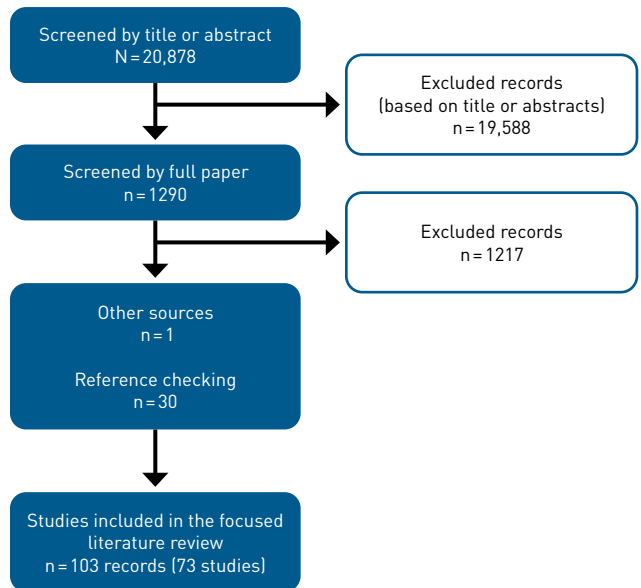 Screened by title or abstract
N = 20,878
Excluded records
(based on title or abstracts)
n = 19,588
Screened by full paper
n = 1290
Excluded records
n = 1217
Other sources
n = 1
Reference checking
n = 30
Studies included in the focused
literature review
n = 103 records (73 studies)